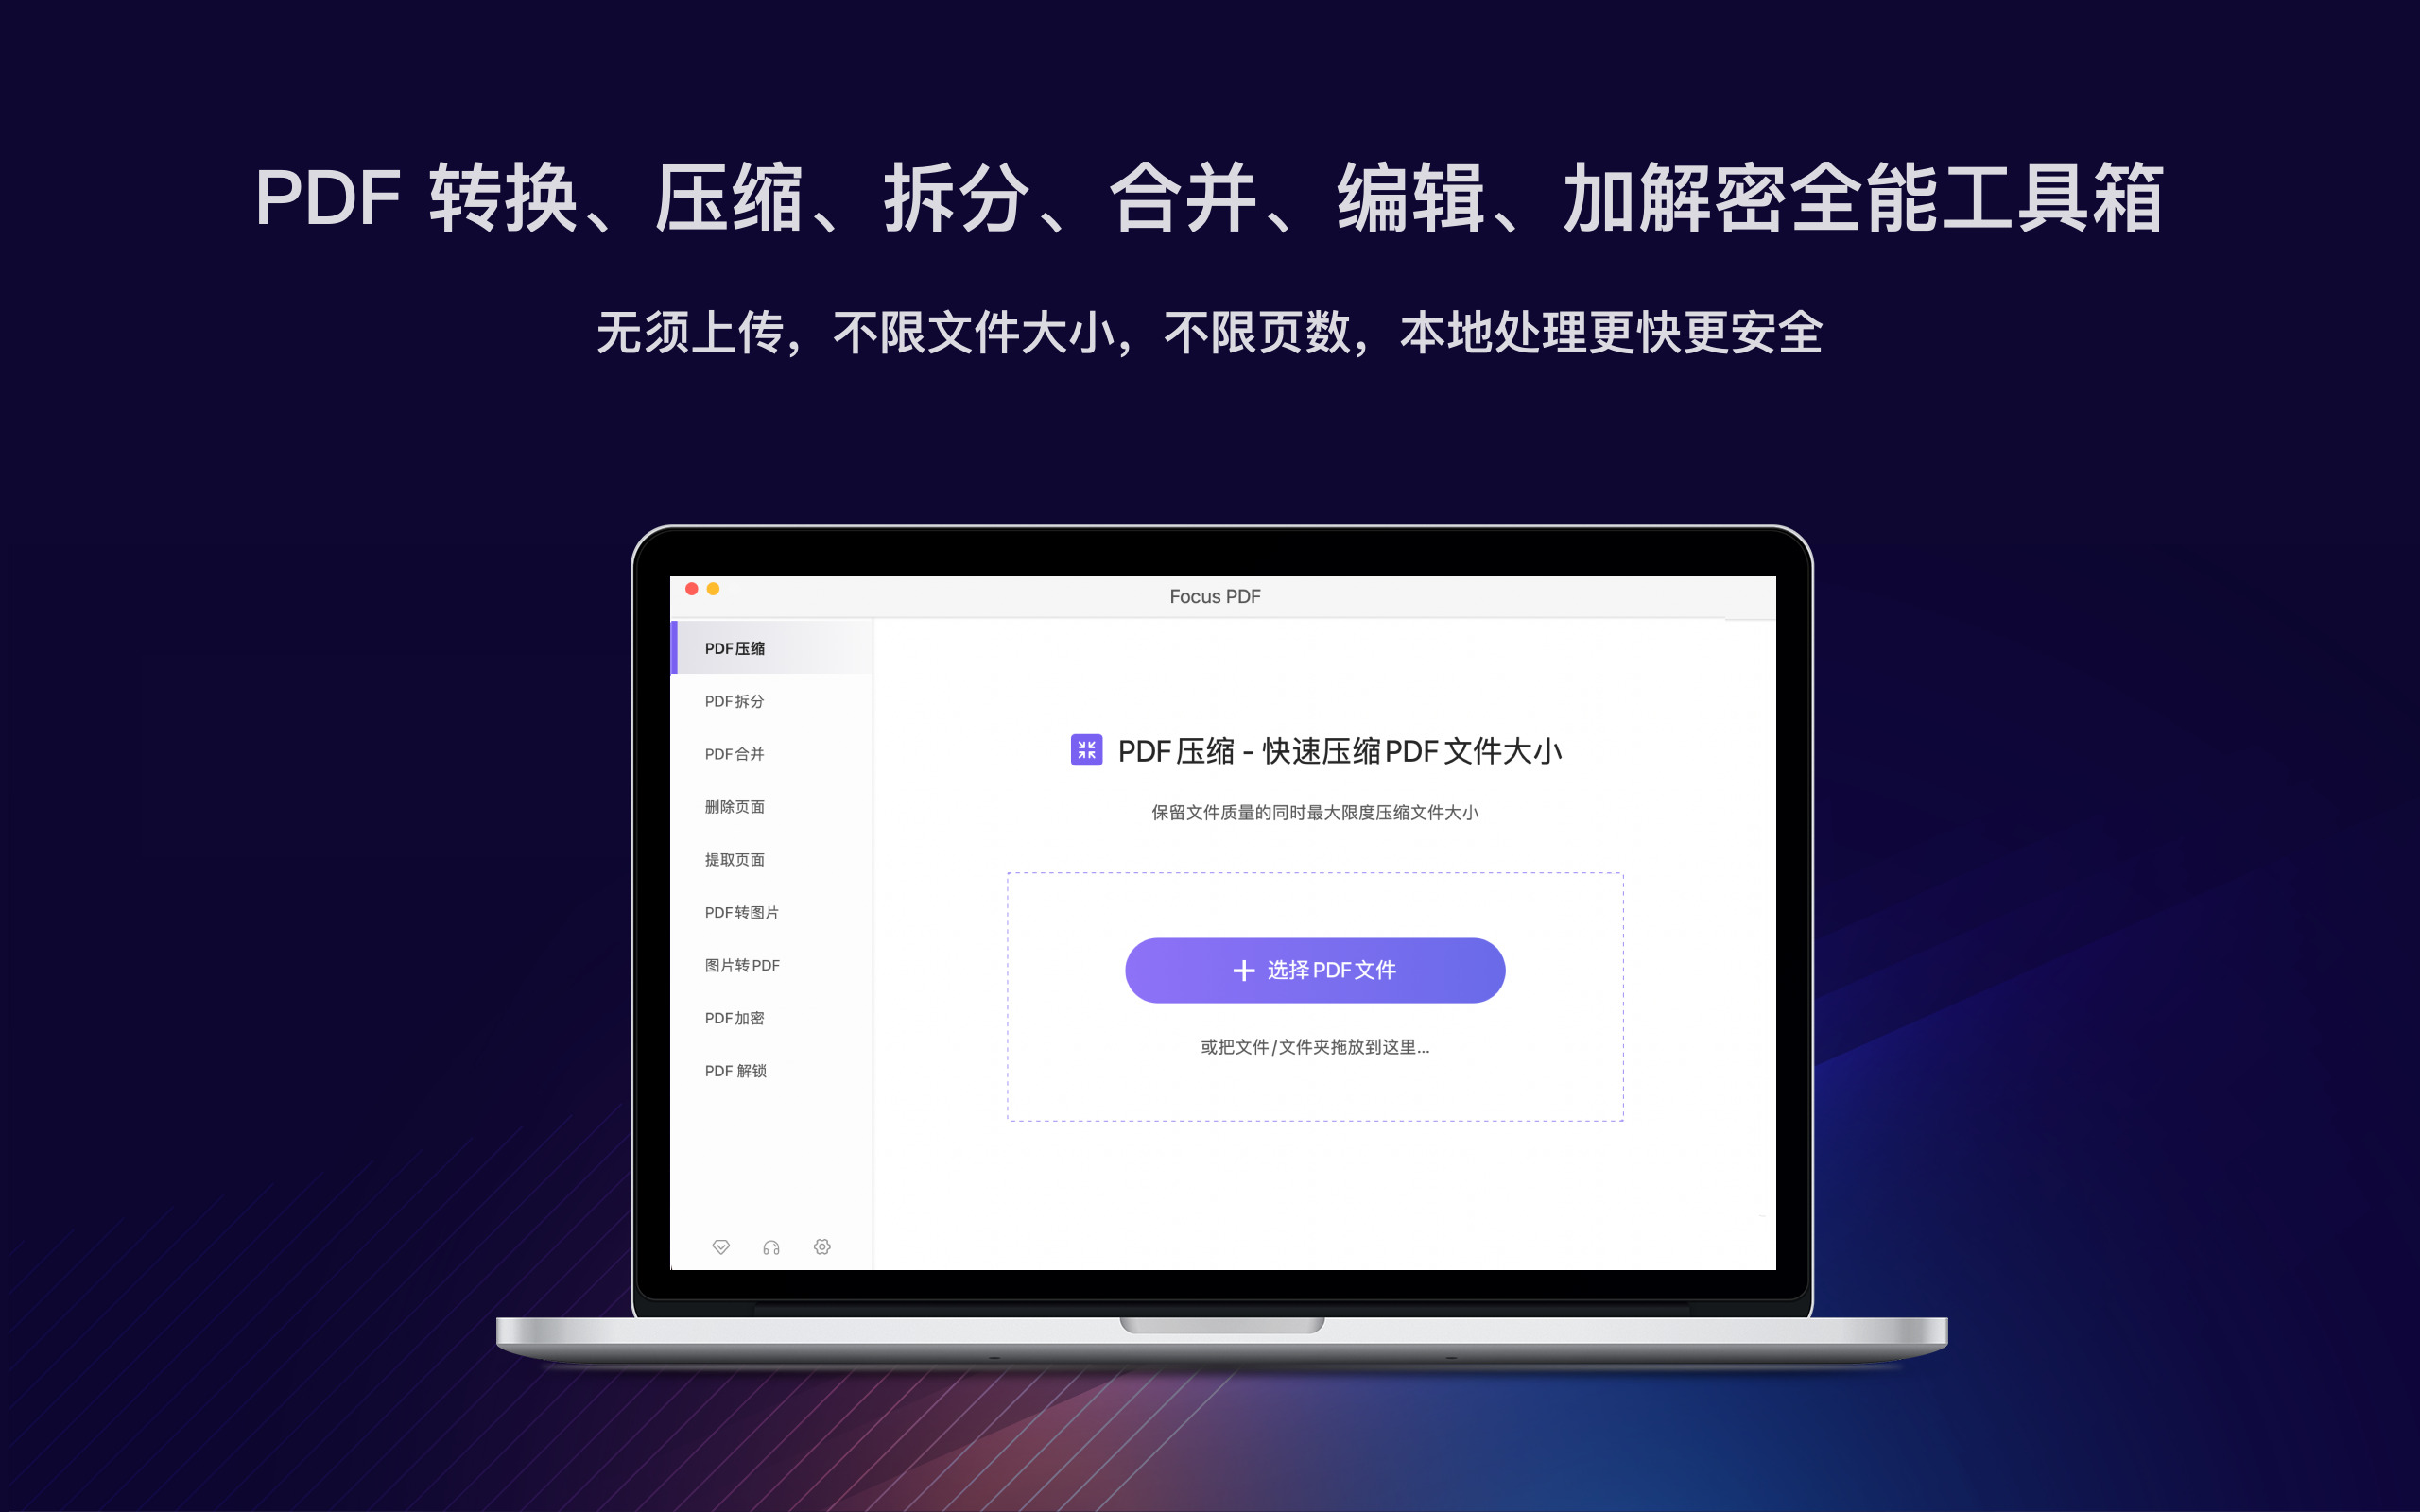 PDF 转换、压缩、拆分、合并、编辑、加解密全能工具箱
无须上传，不限文件大小，不限页数，本地处理更快更安全
Focus PDF
PDF压缩
PDF拆分
PDF合并
删除页面
提取页面
PDF转图片
图片转PDF
PDF加密
PDF 解锁
PDF压缩 - 快速压缩PDF文件大小
保留文件质量的同时最大限度压缩文件大小
选择PDF文件
或把文件/文件夹拖放到这里...